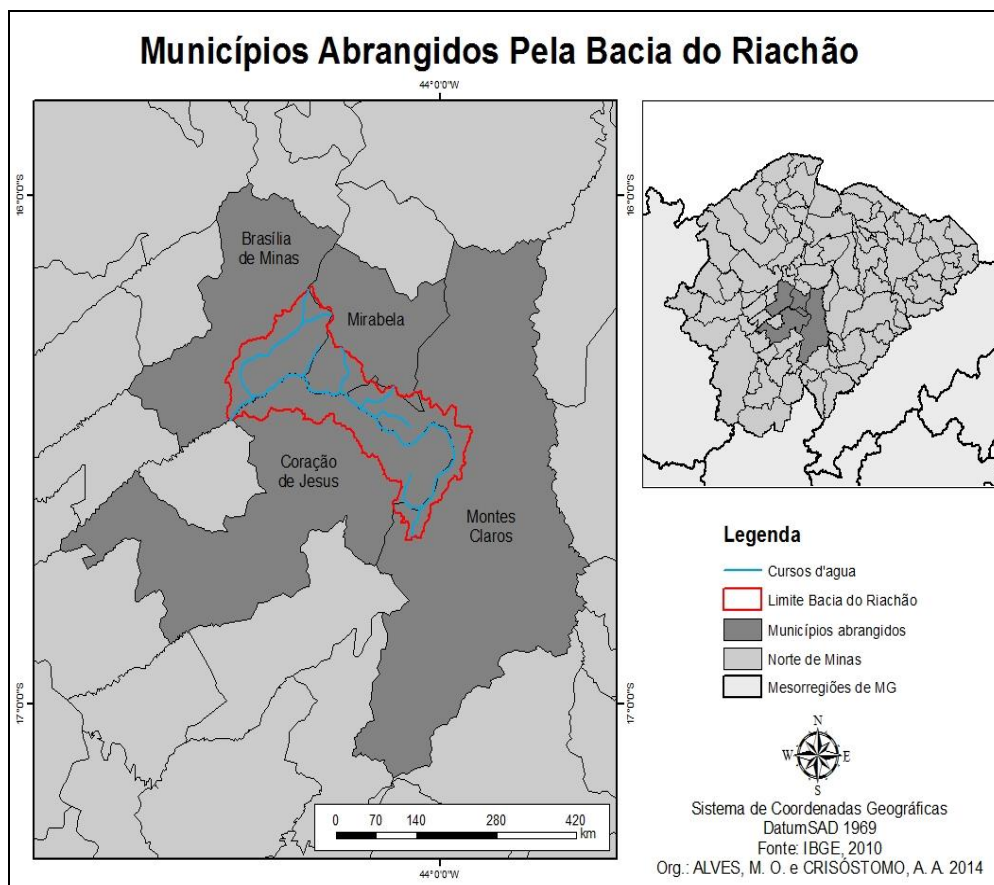 Municípios Abrangidos Pela Bacia do Riachão
44°0'0"W
16°0'0"S
16°0'0"S
Brasília
de Minas
Mirabela
Coração
de Jesus
Montes
Claros
17°0'0"S
17°0'0"S
0 70 140 280 420
km
44°0'0"W
Legenda
Cursos d'agua
Limite Bacia do Riachão
Municípios abrangidos
Norte de Minas
Mesorregiões de MG
N
W E
S
Sistema de Coordenadas Geográficas
DatumSAD 1969
Fonte: IBGE, 2010
Org.: ALVES, M. O. e CRISÓSTOMO, A. A. 2014